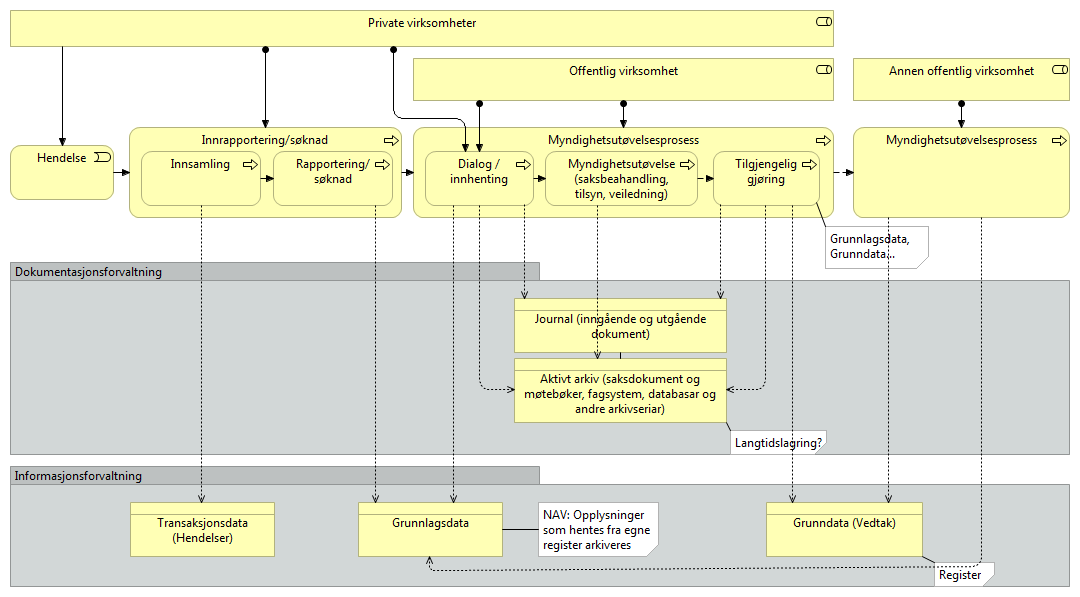 Private virksomheter
Offentlig virksomhet
Annen offentlig virksomhet
Hendelse
Innrapportering/søknad
Innsamling
Rapportering/
søknad
Myndighetsutøvelsesprosess
Dialog /
innhenting
Myndighetsutøvelse
(saksbeahandling,
tilsyn, veiledning)
Tilgjengelig
gjøring
Myndighetsutøvelsesprosess
Grunnlagsdata,
Grunndata...
Dokumentasjonsforvaltning
Journal (inngående og utgående
dokument)
Aktivt arkiv (saksdokument og
møtebøker, fagsystem, databasar og
andre arkivseriar)
Langtidslagring?
Informasjonsforvaltning
Transaksjonsdata
(Hendelser)
Grunnlagsdata
NAV: Opplysninger
som hentes fra egne
register arkiveres
Grunndata (Vedtak)
Register